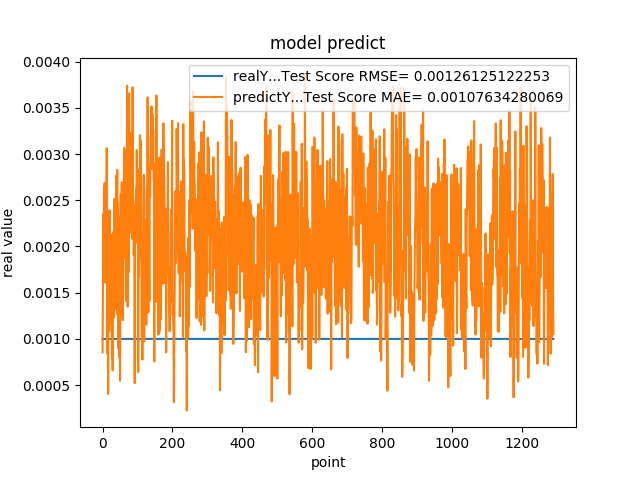 model predict
realY...Test Score RMSE= 0.00126125122253
predictY...Test Score MAE= 0.00107634280069
0.0040
0.0035
0.0030
0.0025
0.0020
0.0015
0.0010
0.0005
real value
0 200 400 600 800 1000 1200
point